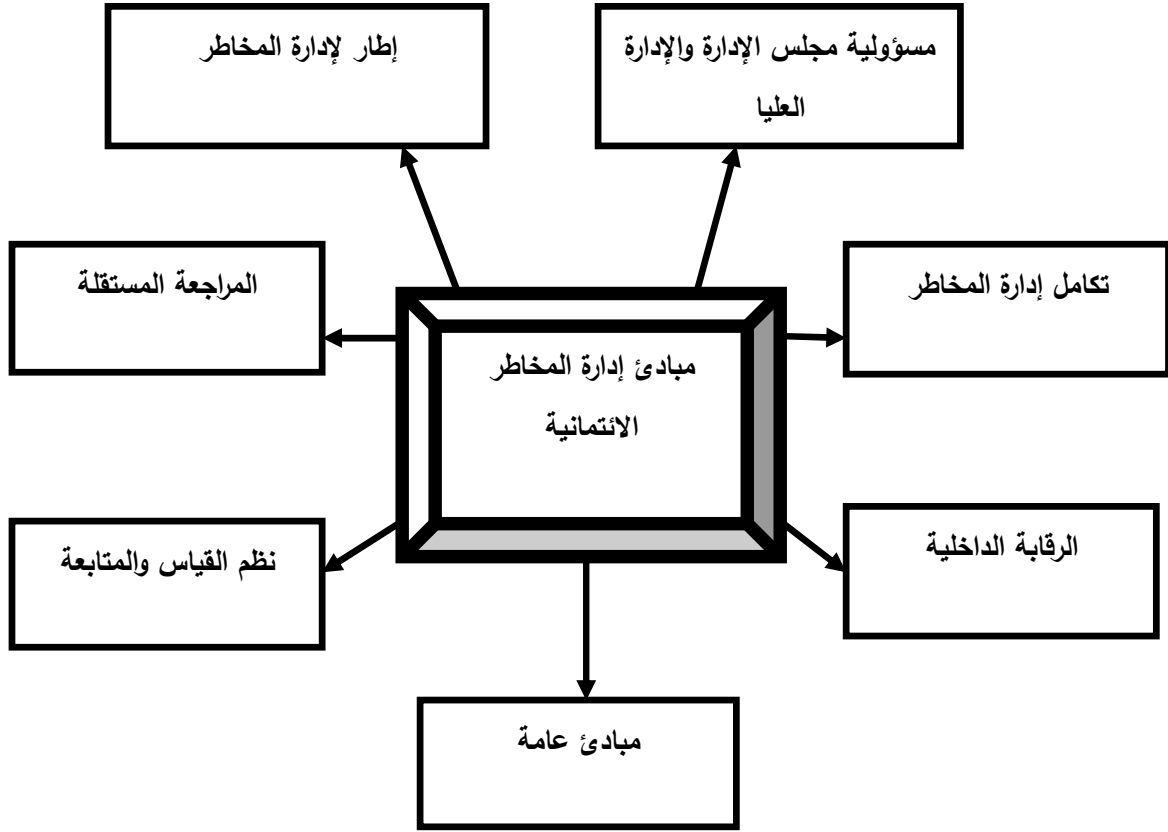 مسؤولية مجلس الإدارة والإدارة
العليا
إطار لإدارة المخاطر
تكامل إدارة المخاطر
المراجعة المستقلة
مبادئ إدارة المخاطر
الائتمانية
الرقابة الداخلية
نظم القياس والمتابعة
مبادئ عامة